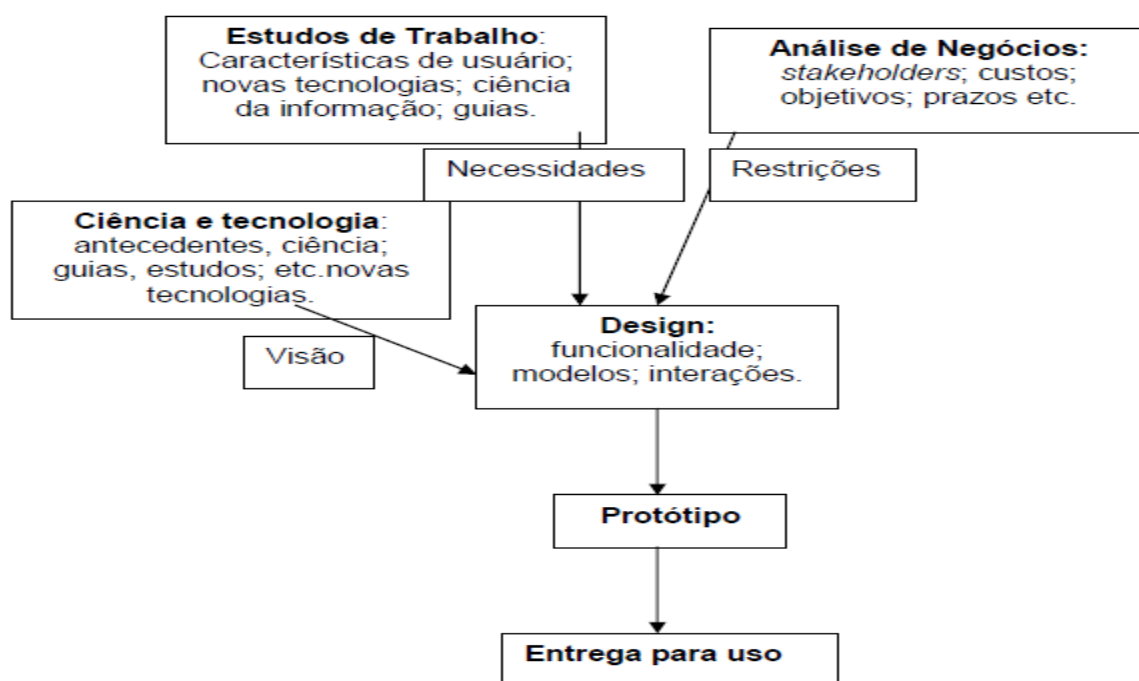 Estudos de Trabalho:
Características de usuário;
novas tecnologias; ciência
da informação; guias.
Análise de Negócios:
stakeholders; custos;
objetivos; prazos etc.
Necessidades
Restrições
Ciência e tecnologia:
antecedentes, ciência;
guias, estudos; etc.novas
tecnologias.
Visão
Design:
funcionalidade;
modelos; interações.
Protótipo
Entrega para uso